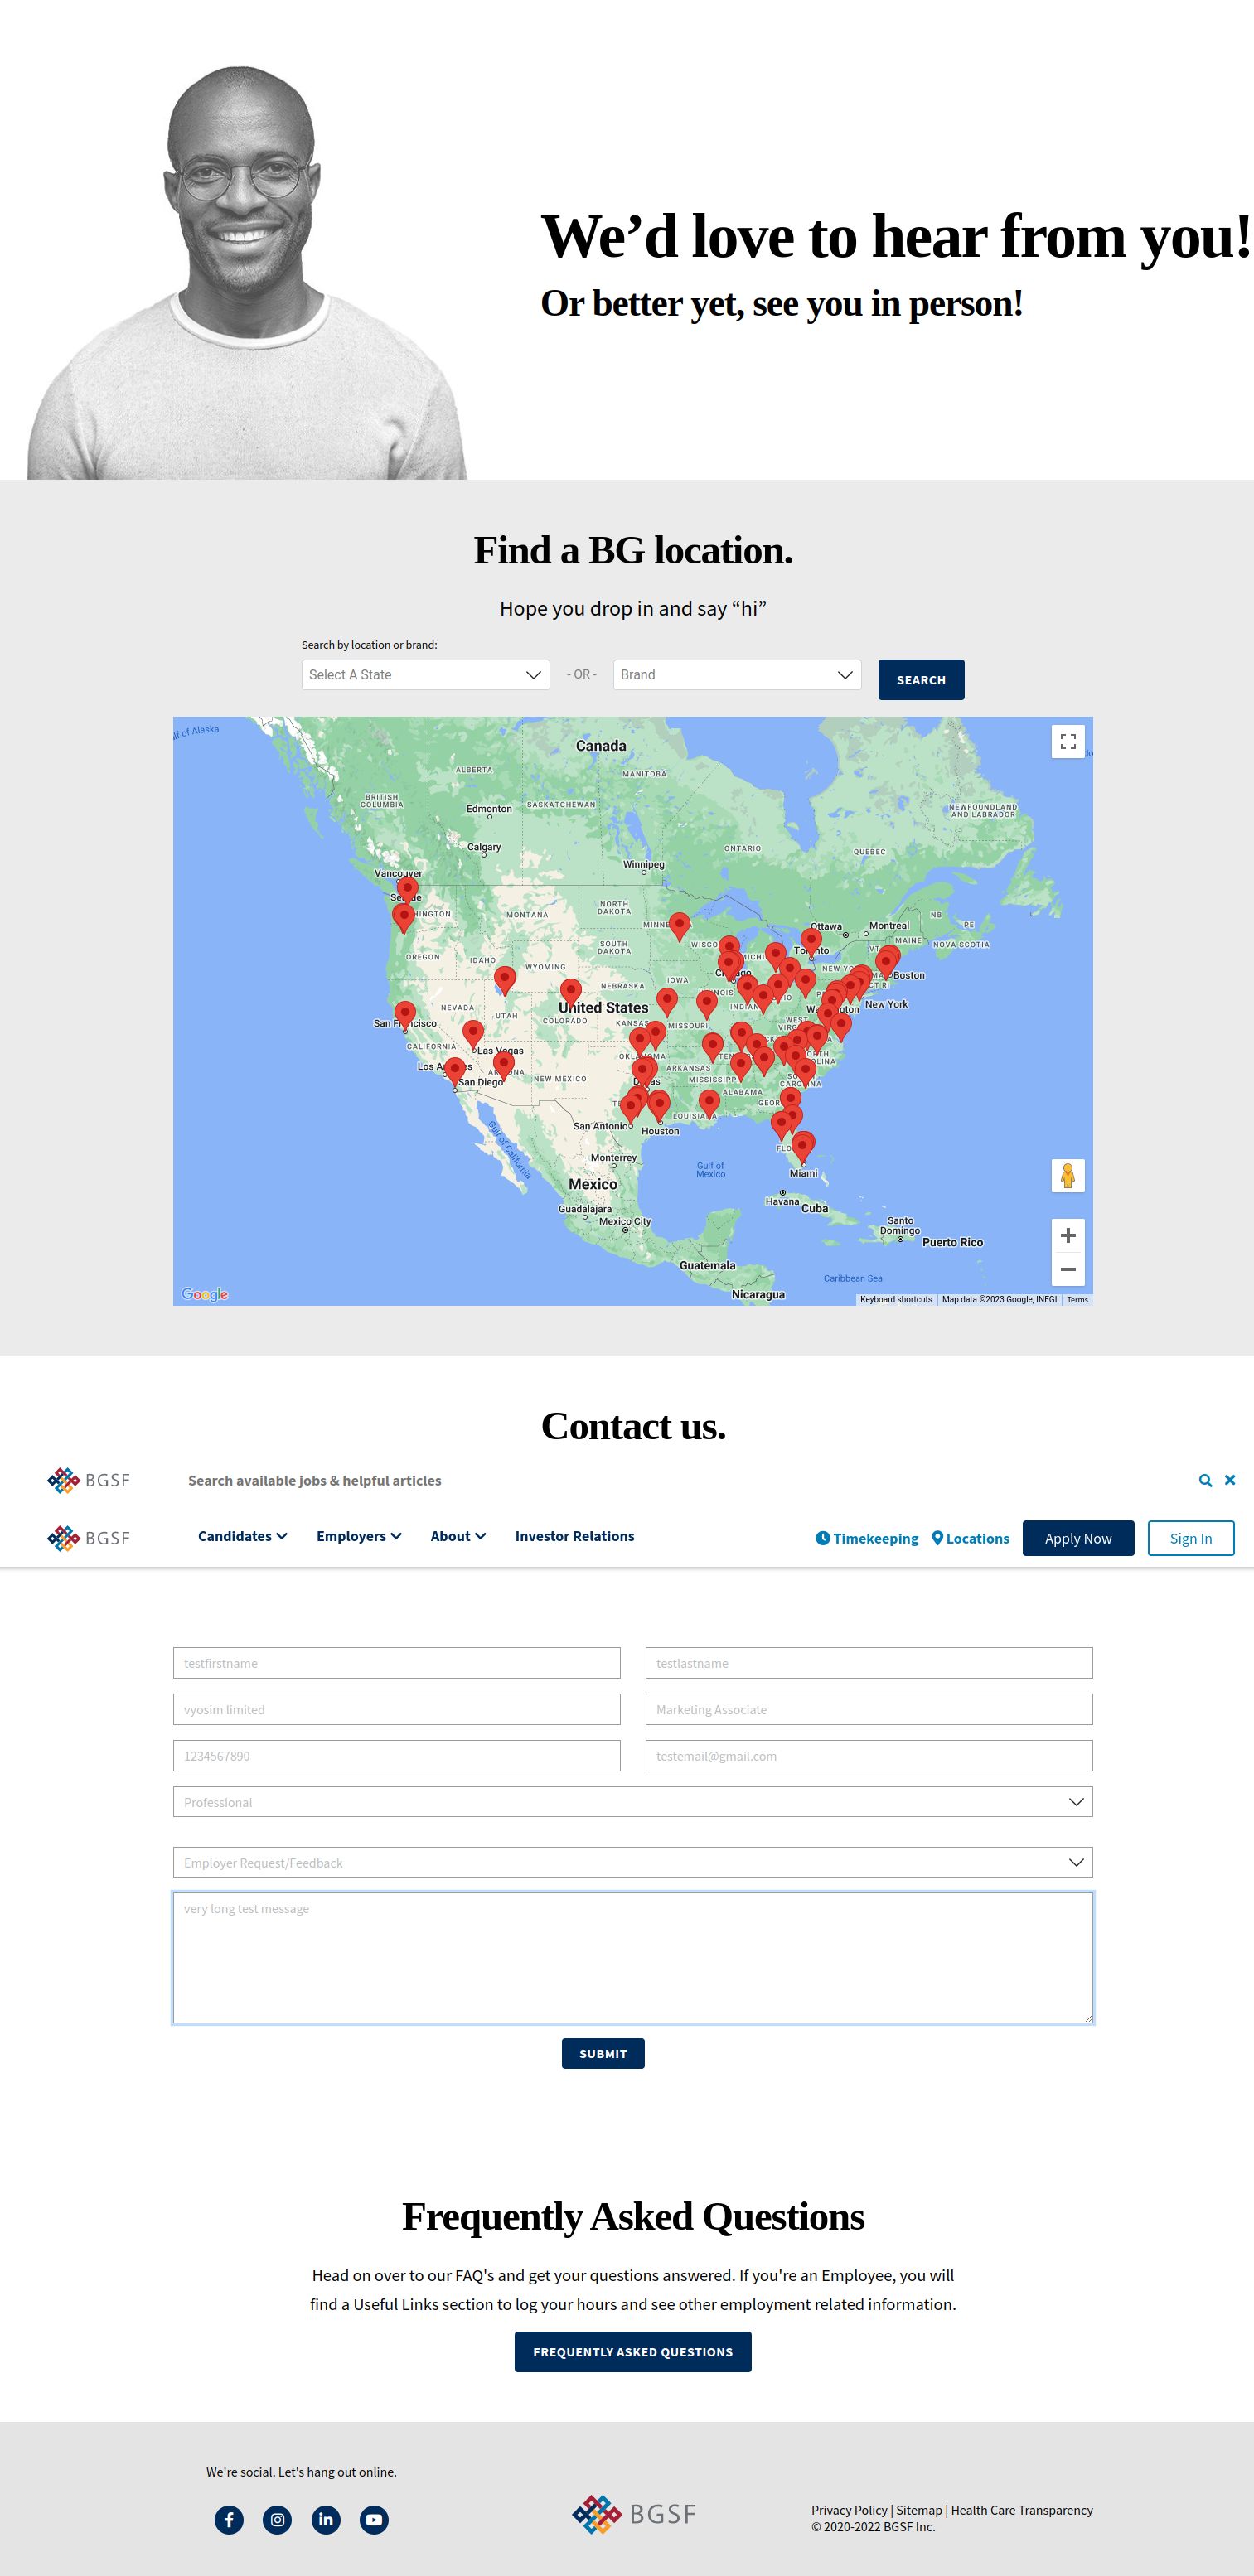 We’d love to hear from you!
Or better yet, see you in person!
Find a BG location.
Hope you drop in and say “hi”
Search by location or brand:
Select A State
- OR -
Brand
SEARCH
Canada
ALBERTA
MANITOBA
BRITISH
COLUMBIA
Edmonton
SASKATCHEWAN
NEWFOUNDLAND
AND LABRADOR
Calgary
ONTARIO
QUEBEC
Winnipeg
Vancouver
MONTANA
NORTH
DAKOTA
Ottawa
Montreal
NB
PE
MAINE
NOVA SCOTIA
OREGON
IDAHO
SOUTH
DAKOTA
WYOMING
IOWA
Boston
NEBRASKA
NEVADA
UTAH
COLORADO
United States
MISSOURI
New York
San Francisco
CALIFORNIA
Las Vegas
San Diego
NEW MEXICO
ARKANSAS
MISSISSIPPI
ALABAMA
San Antonio
Houston
Gulf of California
Monterrey
Gulf of
Mexico
Miami
Mexico
Havana
Cuba
Guadalajara
Mexico City
Santo
Domingo
Puerto Rico
Guatemala
Caribbean Sea
Nicaragua
Google
Keyboard shortcuts
Map data ©2023 Google, INEGI
Terms
Contact us.
BGSF
Search available jobs & helpful articles
BGSF
Candidates
Employers
About
Investor Relations
Timekeeping
Locations
Apply Now
Sign In
testfirstname
testlastname
vyosim limited
Marketing Associate
1234567890
testemail@gmail.com
Professional
Employer Request/Feedback
very long test message
SUBMIT
Frequently Asked Questions
Head on over to our FAQ's and get your questions answered. If you're an Employee, you will
find a Useful Links section to log your hours and see other employment related information.
FREQUENTLY ASKED QUESTIONS
We're social. Let's hang out online.
BGSF
Privacy Policy | Sitemap | Health Care Transparency
© 2020-2022 BGSF Inc.